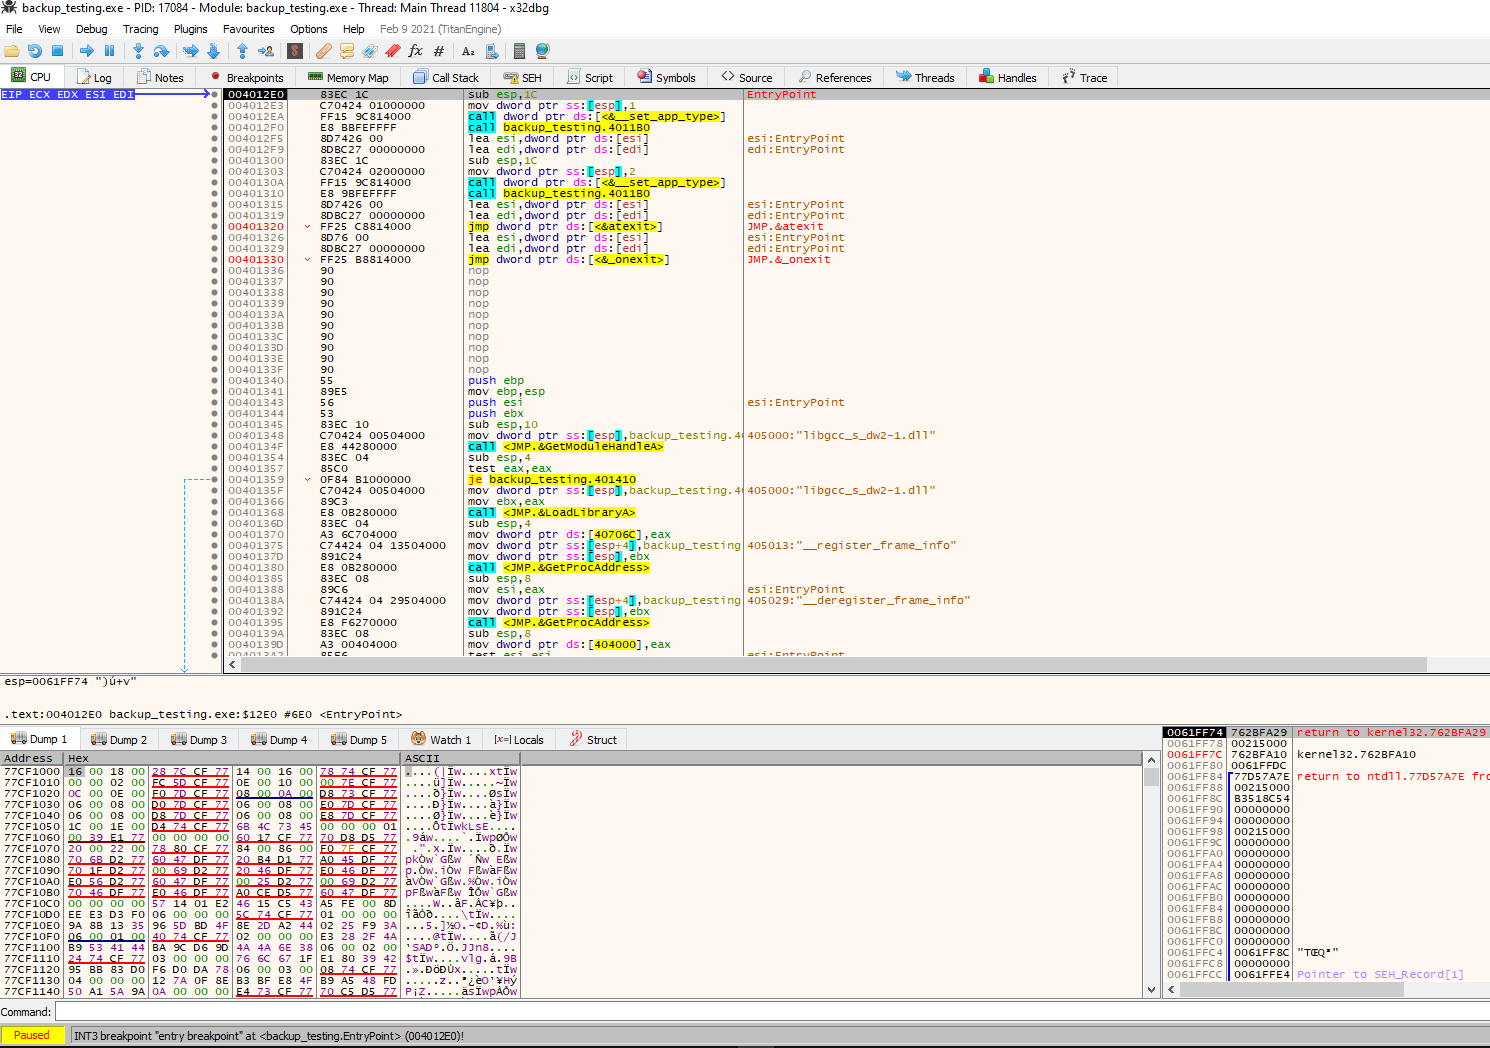 backup_testing.exe - PID: 17084 - Module: backup_testing.exe - Thread: Main Thread 11804 - x32dbg
File View Debug Tracing Plugins Favourites Options Help Feb 9 2021 (TitanEngine)
CPU Log Notes Breakpoints Memory Map Call Stack SEH Script Symbols Source References Threads Handles Trace
EIP ECX EDX ESI EDI
004012E0 83EC 1C sub esp,1C EntryPoint
004012E3 C70424 01000000 mov dword ptr ss:[esp],1
004012EA FF15 9C814000 call dword ptr ds:[<&__set_app_type>]
004012F0 E8 BBFEFFFF call backup_testing.4011B0
004012F5 8D7426 00 lea esi,dword ptr ds:[esi] esi:EntryPoint
004012F9 8DBC27 00000000 lea edi,dword ptr ds:[edi] edi:EntryPoint
00401300 83EC 1C sub esp,1C
00401303 C70424 02000000 mov dword ptr ss:[esp],2
0040130A FF15 9C814000 call dword ptr ds:[<&__set_app_type>]
00401310 E8 9BFEFFFF call backup_testing.4011B0
00401315 8D7426 00 lea esi,dword ptr ds:[esi] esi:EntryPoint
00401319 8DBC27 00000000 lea edi,dword ptr ds:[edi] edi:EntryPoint
00401320 FF25 C8814000 jmp dword ptr ds:[<&atexit>] JMP.&atexit
00401326 8D76 00 lea esi,dword ptr ds:[esi] esi:EntryPoint
00401329 8DBC27 00000000 lea edi,dword ptr ds:[edi] edi:EntryPoint
00401330 FF25 B8814000 jmp dword ptr ds:[<&_onexit>] JMP.&_onexit
00401336 90 nop
00401337 90 nop
00401338 90 nop
00401339 90 nop
0040133A 90 nop
0040133B 90 nop
0040133C 90 nop
0040133D 90 nop
0040133E 90 nop
0040133F 90 nop
00401340 55 push ebp
00401341 89E5 mov ebp,esp
00401343 56 push esi esi:EntryPoint
00401344 53 push ebx
00401345 83EC 10 sub esp,10
00401348 C70424 00504000 mov dword ptr ss:[esp],backup_testing.40 405000:"libgcc_s_dw2-1.dll"
0040134F E8 44280000 call <JMP.&GetModuleHandleA>
00401354 83EC 04 sub esp,4
00401357 85C0 test eax,eax
00401359 0F84 B1000000 je backup_testing.401410
0040135F C70424 00504000 mov dword ptr ss:[esp],backup_testing.40 405000:"libgcc_s_dw2-1.dll"
00401366 89C3 mov ebx,eax
00401368 E8 0B280000 call <JMP.&LoadLibraryA>
0040136D 83EC 04 sub esp,4
00401370 A3 6C704000 mov dword ptr ds:[40706C],eax
00401375 C74424 04 13504000 mov dword ptr ss:[esp+4],backup_testing 405013:"__register_frame_info"
0040137D 891C24 mov dword ptr ss:[esp],ebx
00401380 E8 0B280000 call <JMP.&GetProcAddress>
00401385 83EC 08 sub esp,8
00401388 89C6 mov esi,eax esi:EntryPoint
0040138A C74424 04 29504000 mov dword ptr ss:[esp+4],backup_testing 405029:"__deregister_frame_info"
00401392 891C24 mov dword ptr ss:[esp],ebx
00401395 E8 F6270000 call <JMP.&GetProcAddress>
0040139A 83EC 08 sub esp,8
0040139D A3 00404000 mov dword ptr ds:[404000],eax
004013A2 85F6 test esi,esi esi:EntryPoint
esp=0061FF74 ")ú+v"
.text:004012E0 backup_testing.exe:$12E0 #6E0 <EntryPoint>
Dump 1 Dump 2 Dump 3 Dump 4 Dump 5 Watch 1 [x=] Locals Struct
Address Hex ASCII
77CF1000 16 00 18 00 28 7C CF 77 14 00 16 00 78 74 CF 77 ....(|Ïw....xtÏw
77CF1010 00 00 02 00 FC 5D CF 77 0E 00 10 00 00 7E CF 77 ....ü]Ïw.....~Ïw
77CF1020 0C 00 0E 00 F0 7D CF 77 08 00 0A 00 D8 73 CF 77 ....ð}Ïw....ØsÏw
77CF1030 06 00 08 00 D0 7D CF 77 06 00 08 00 E0 7D CF 77 ....Ð}Ïw....à}Ïw
77CF1040 06 00 08 00 D8 7D CF 77 06 00 08 00 E8 7D CF 77 ....Ø}Ïw....è}Ïw
77CF1050 1C 00 1E 00 D4 74 CF 77 6B 4C 73 45 00 00 00 01 ....ÔtÏwkLsE....
77CF1060 00 39 E1 77 00 00 00 00 60 17 CF 77 70 D8 D5 77 .9áw....`.ÏwpØÕw
77CF1070 20 00 22 00 78 80 CF 77 84 00 86 00 F0 7F CF 77 .".x.Ïw....ð.Ïw
77CF1080 70 6B D2 77 60 47 DF 77 20 B4 D1 77 A0 45 DF 77 pkÒw`Gßw ´Ñw Eßw
77CF1090 70 1F D2 77 00 69 D2 77 20 46 DF 77 E0 46 DF 77 p.Òw.iÒw FßwàFßw
77CF10A0 E0 56 D2 77 60 47 DF 77 00 25 D2 77 00 69 D2 77 àVÒw`Gßw.%Òw.iÒw
77CF10B0 70 46 DF 77 E0 46 DF 77 A0 CE D5 77 60 47 DF 77 pFßwàFßw ÎÕw`Gßw
77CF10C0 00 00 00 00 57 14 01 E2 46 15 C5 43 A5 FE 00 8D ....W..âF.ÅC¥þ..
77CF10D0 EE E3 D3 F0 06 00 00 00 5C 74 CF 77 01 00 00 00 îãÓð....\tÏw....
77CF10E0 9A 8B 13 35 96 5D BD 4F 8E 2D A2 44 02 25 F9 3A ...5.]½O.-¢D.%ù:
77CF10F0 06 00 01 00 40 74 CF 77 02 00 00 00 E3 28 2F 4A ....@tÏw....ã(/J
77CF1100 B9 53 41 44 BA 9C D6 9D 4A 4A 6E 38 06 00 02 00 ¹SADº.Ö.JJn8....
77CF1110 24 74 CF 77 03 00 00 00 76 6C 67 1F E1 80 39 42 $tÏw....vlg.á.9B
77CF1120 95 BB 83 D0 F6 D0 DA 78 06 00 03 00 08 74 CF 77 .».ÐöÐÚx.....tÏw
77CF1130 04 00 00 00 12 7A 0F 8E B3 BF E8 4F B9 A5 48 FD .....z..³¿èO¹¥Hý
77CF1140 50 A1 5A 9A 0A 00 00 00 E4 73 CF 77 70 C5 D5 77 P¡Z.....äsÏwpÅÕw
0061FF74 762BFA29 return to kernel32.762BFA29
0061FF78 00215000
0061FF7C 762BFA10 kernel32.762BFA10
0061FF80 0061FFDC
0061FF84 77D57A7E return to ntdll.77D57A7E fro
0061FF88 00215000
0061FF8C B3518C54
0061FF90 00000000
0061FF94 00000000
0061FF98 00215000
0061FF9C 00000000
0061FFA0 00000000
0061FFA4 00000000
0061FFA8 00000000
0061FFAC 00000000
0061FFB0 00000000
0061FFB4 00000000
0061FFB8 00000000
0061FFBC 00000000
0061FFC0 00000000
0061FFC4 0061FF8C "TŒQ³"
0061FFC8 00000000
0061FFCC 0061FFE4 Pointer to SEH_Record[1]
Command:
Paused INT3 breakpoint "entry breakpoint" at <backup_testing.EntryPoint> (004012E0)!